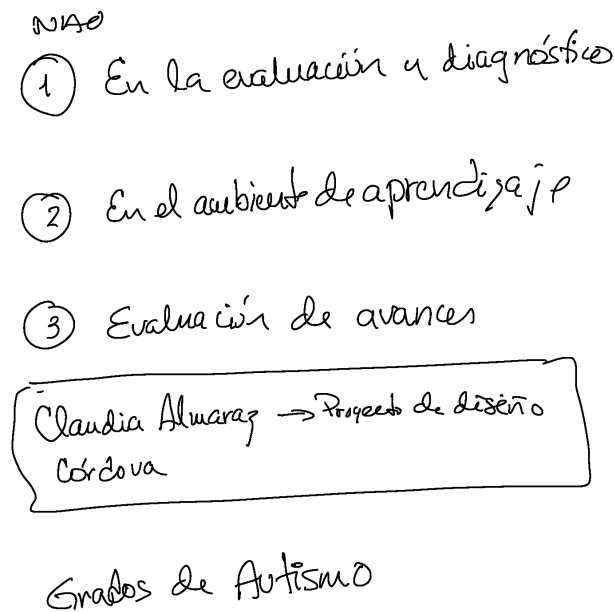 NAO
1 En la evaluación y diagnóstico
2 En el ambiente de aprendizaje
3 Evaluación de avances
Claudia Almaraz → Proyecto de diseño
Córdova
Grados de Autismo